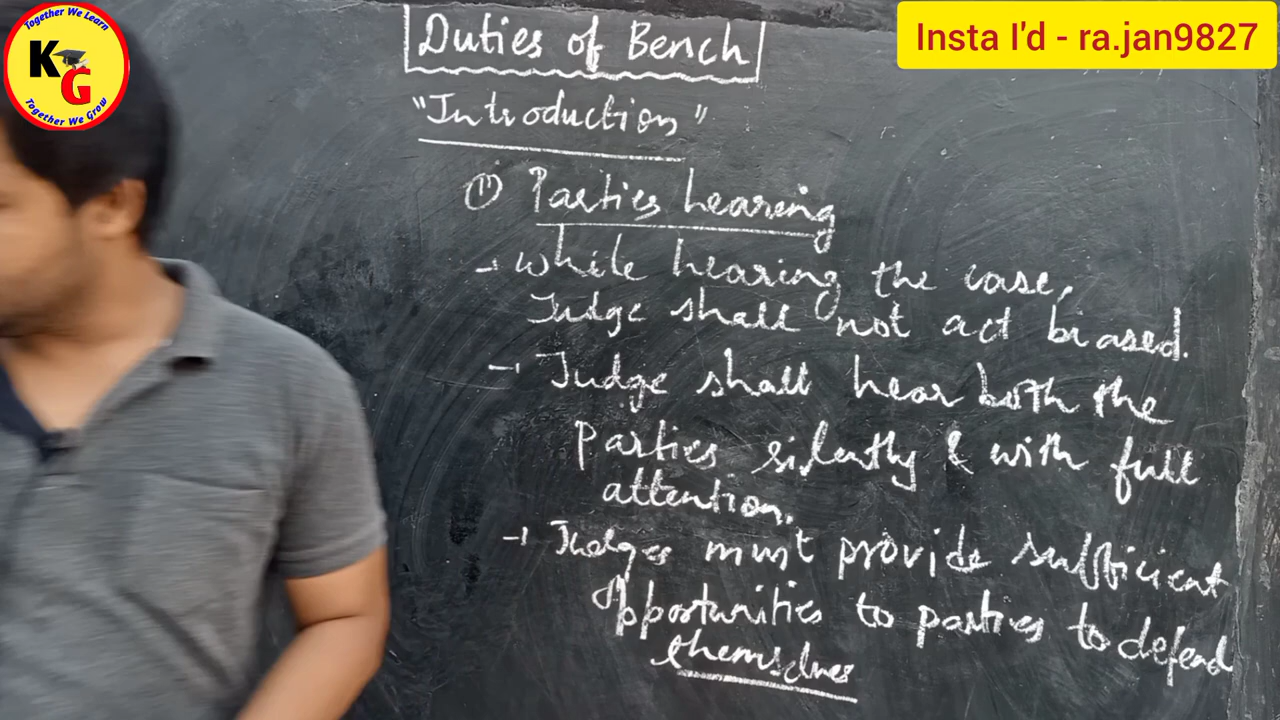 Together We Learn
KG
Together We Grow
Insta I'd - ra.jan9827
Duties of Bench
"Introduction"
① Parties hearing
- while hearing the case,
Judge shall not act biased.
- Judge shall hear both the
Parties silently & with full
attention.
- Judges must provide sufficient
Opportunities to parties to defend
themselves